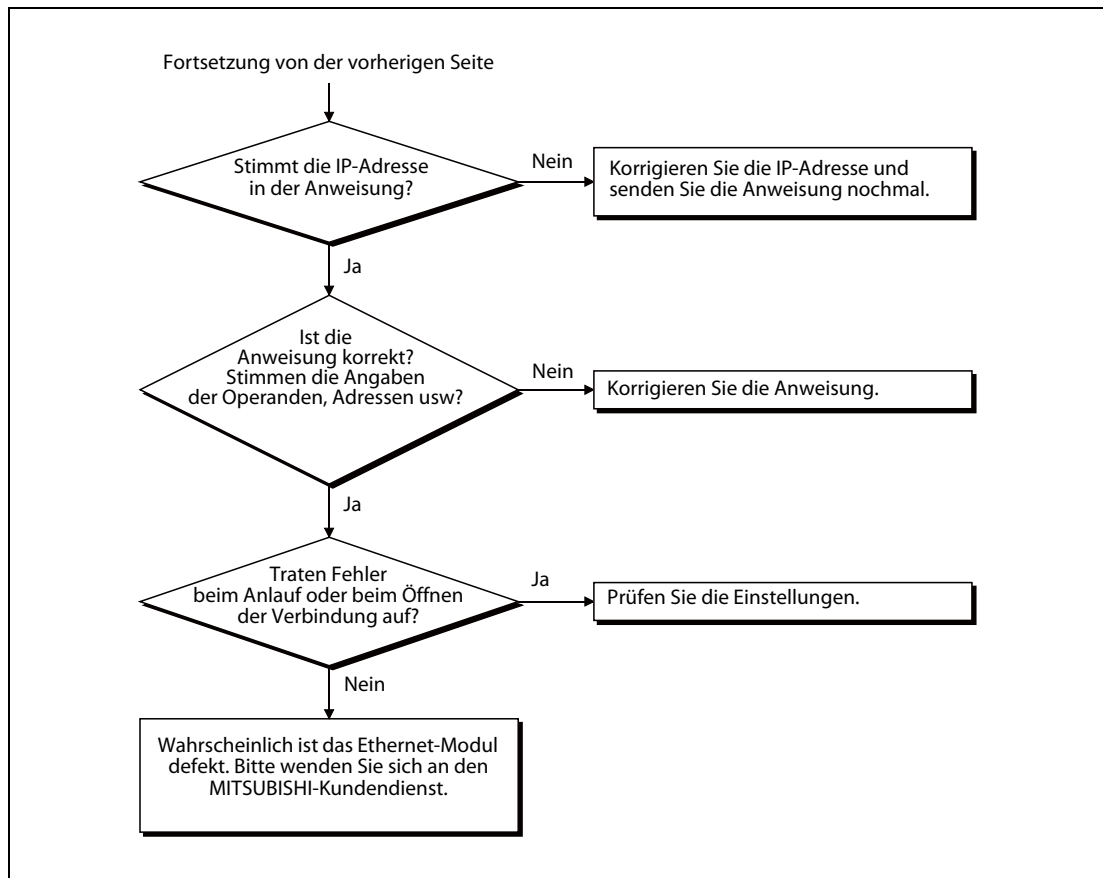 Fortsetzung von der vorherigen Seite
Stimmt die IP-Adresse
in der Anweisung?
Nein
Korrigieren Sie die IP-Adresse und
senden Sie die Anweisung nochmal.
Ja
Ist die
Anweisung korrekt?
Stimmen die Angaben
der Operanden, Adressen usw?
Nein
Korrigieren Sie die Anweisung.
Ja
Traten Fehler
beim Anlauf oder beim Öffnen
der Verbindung auf?
Ja
Prüfen Sie die Einstellungen.
Nein
Wahrscheinlich ist das Ethernet-Modul
defekt. Bitte wenden Sie sich an den
MITSUBISHI-Kundendienst.